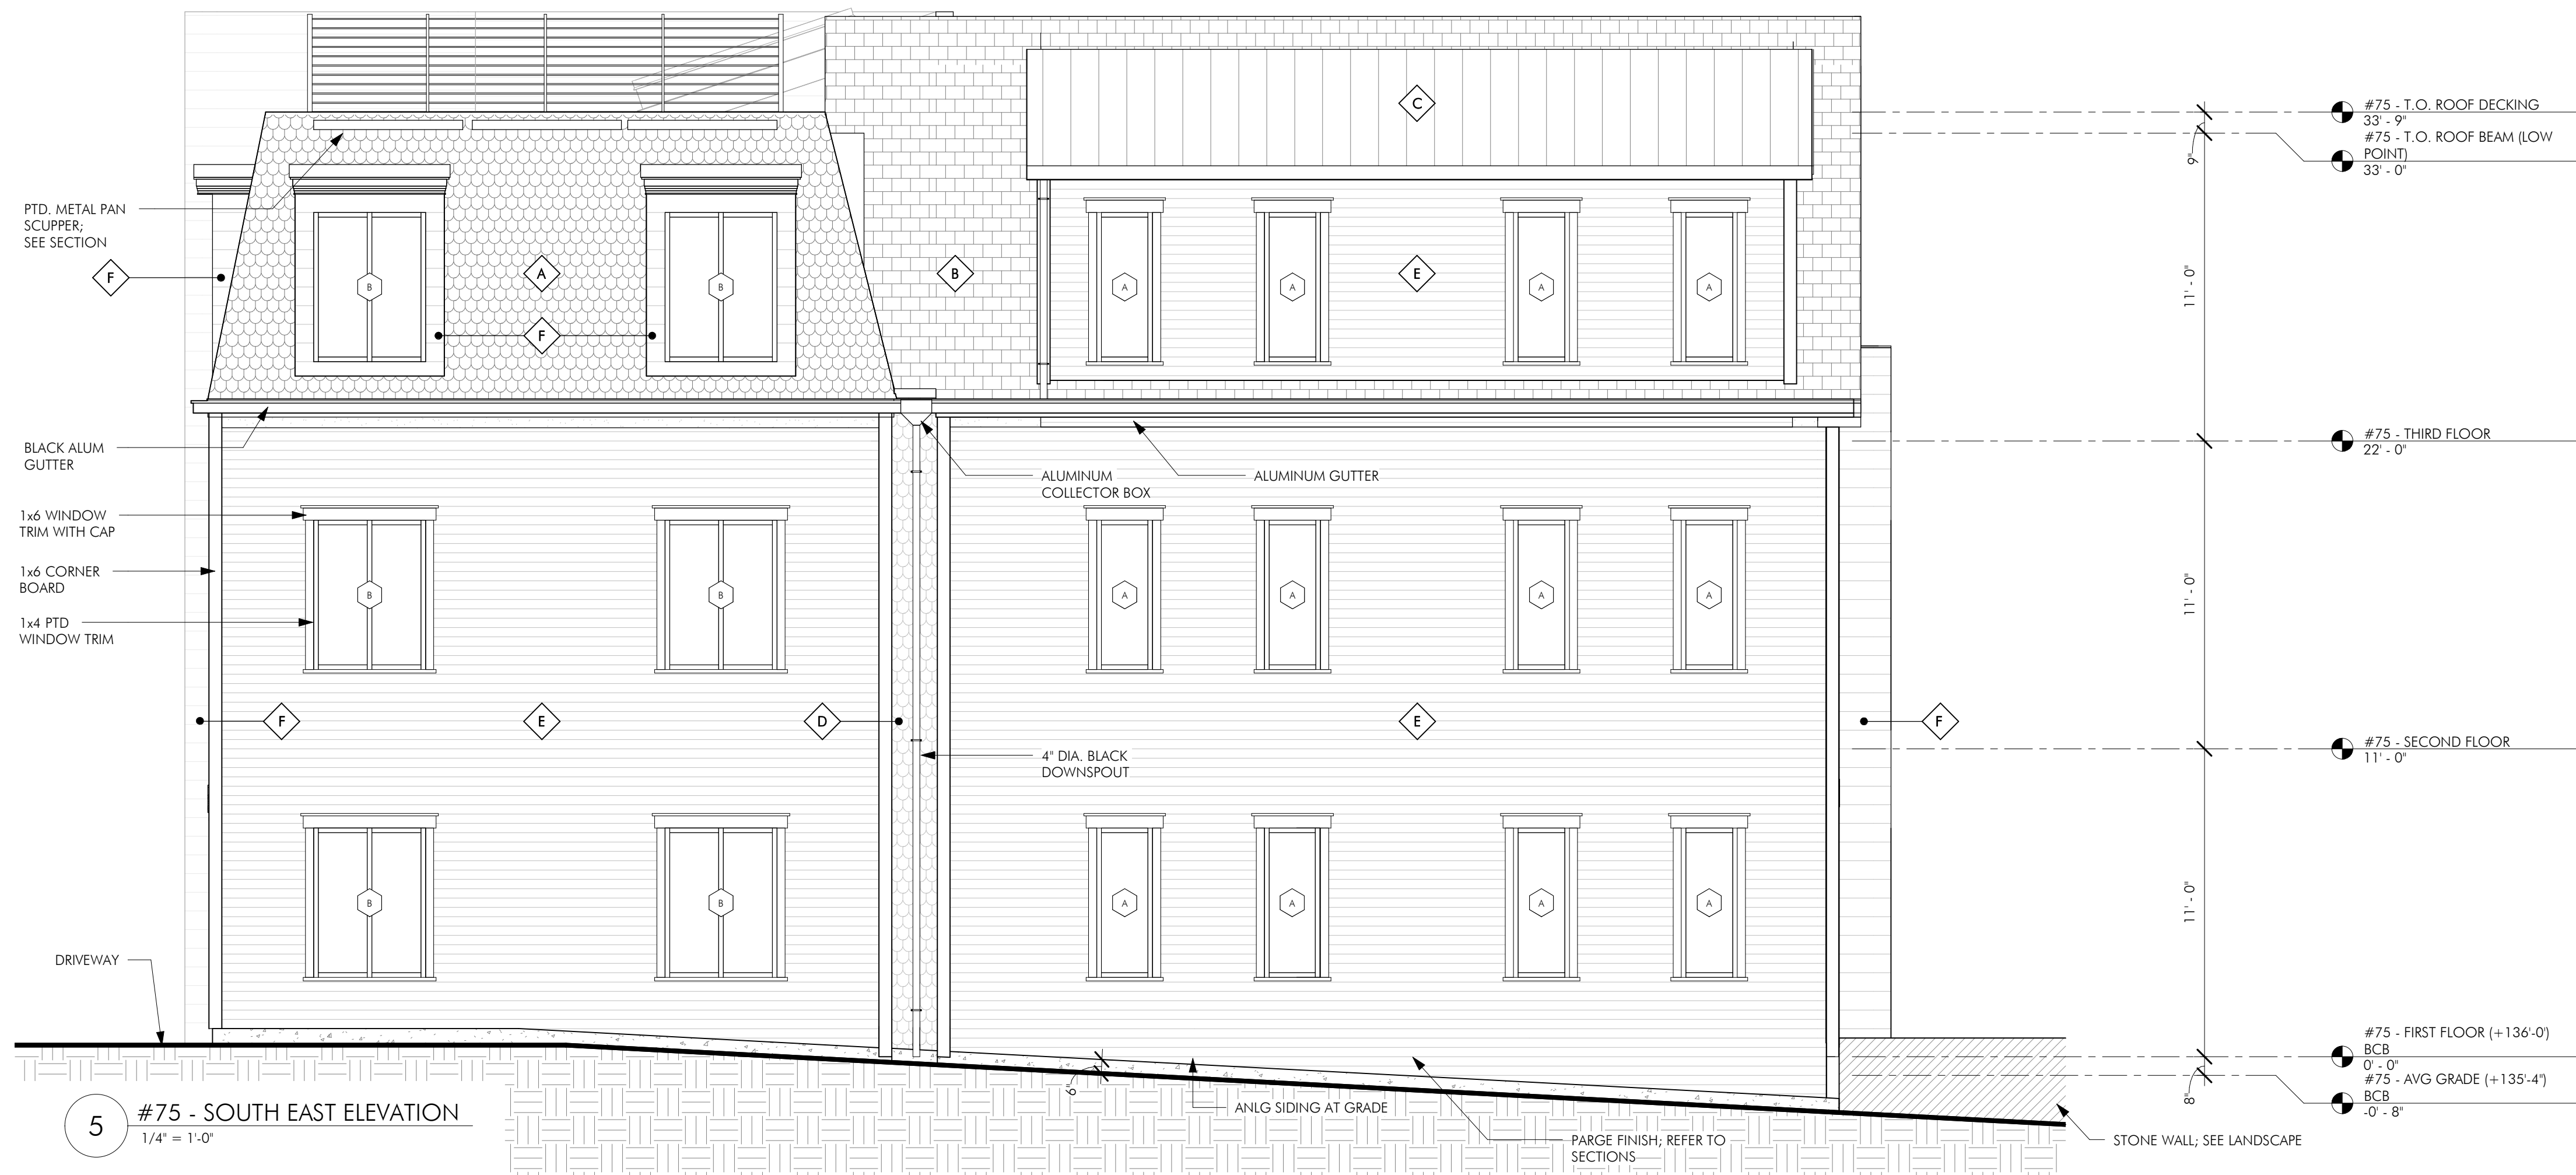 C
#75 - T.O. ROOF DECKING
33' - 9"
#75 - T.O. ROOF BEAM (LOW
POINT)
33' - 0"
9"
PTD. METAL PAN
SCUPPER;
SEE SECTION
F
B
A
B
F
B
A
A
E
A
A
11' - 0"
BLACK ALUM
GUTTER
ALUMINUM
COLLECTOR BOX
ALUMINUM GUTTER
#75 - THIRD FLOOR
22' - 0"
1x6 WINDOW
TRIM WITH CAP
1x6 CORNER
BOARD
1x4 PTD
WINDOW TRIM
B
B
A
A
A
A
11' - 0"
F
E
D
E
F
4" DIA. BLACK
DOWNSPOUT
#75 - SECOND FLOOR
11' - 0"
B
B
A
A
A
A
11' - 0"
DRIVEWAY
6"
ANLG SIDING AT GRADE
PARGE FINISH; REFER TO
SECTIONS
STONE WALL; SEE LANDSCAPE
#75 - FIRST FLOOR (+136'-0')
BCB
0' - 0"
#75 - AVG GRADE (+135'-4")
BCB
-0' - 8"
8"
5
#75 - SOUTH EAST ELEVATION
1/4" = 1'-0"